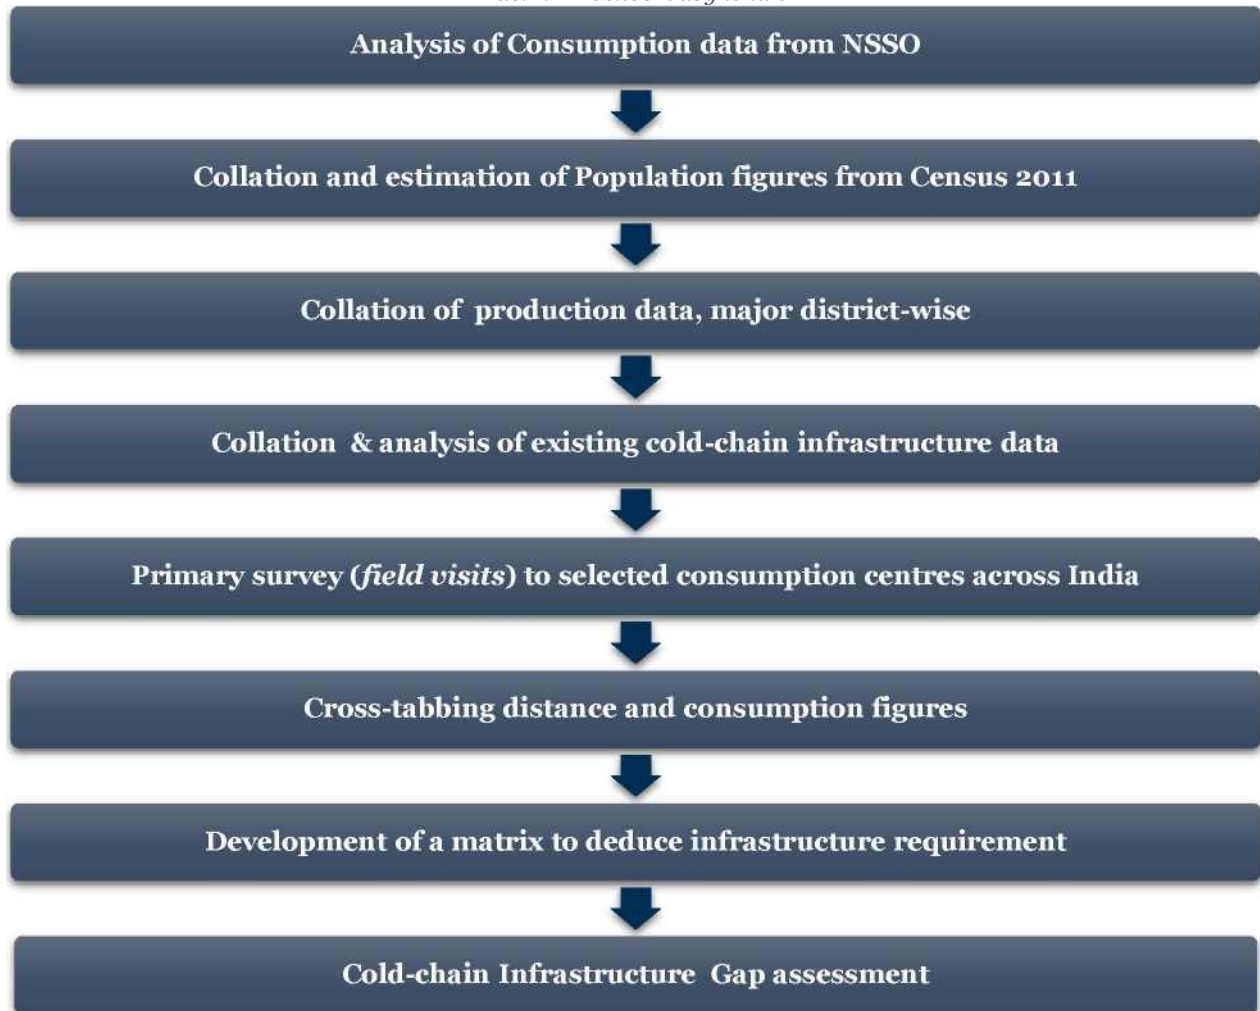 Analysis of Consumption data from NSSO
Collation and estimation of Population figures from Census 2011
Collation of production data, major district-wise
Collation & analysis of existing cold-chain infrastructure data
Primary survey (field visits) to selected consumption centres across India
Cross-tabbing distance and consumption figures
Development of a matrix to deduce infrastructure requirement
Cold-chain Infrastructure Gap assessment